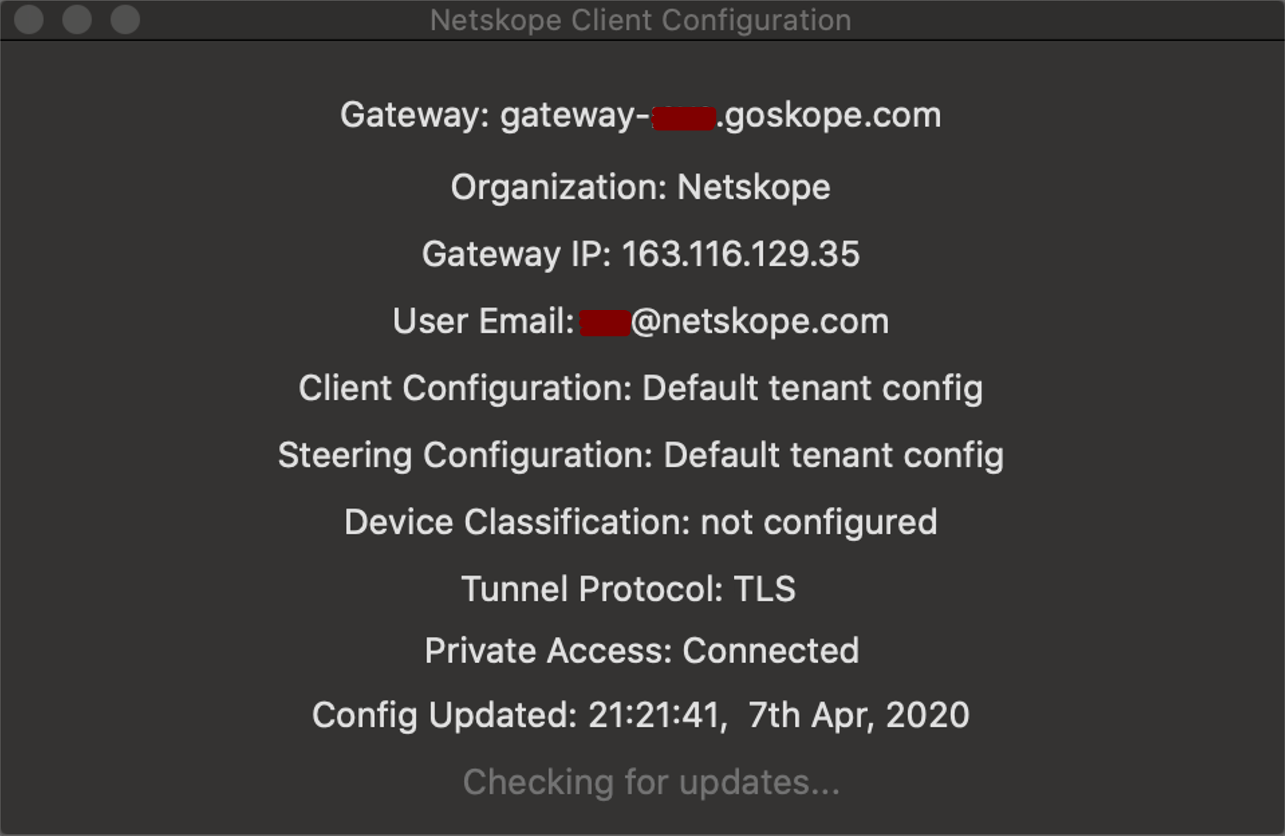 Netskope Client Configuration
Gateway: gateway-.goskope.com
Organization: Netskope
Gateway IP: 163.116.129.35
User Email: @netskope.com
Client Configuration: Default tenant config
Steering Configuration: Default tenant config
Device Classification: not configured
Tunnel Protocol: TLS
Private Access: Connected
Config Updated: 21:21:41,  7th Apr, 2020
Checking for updates...